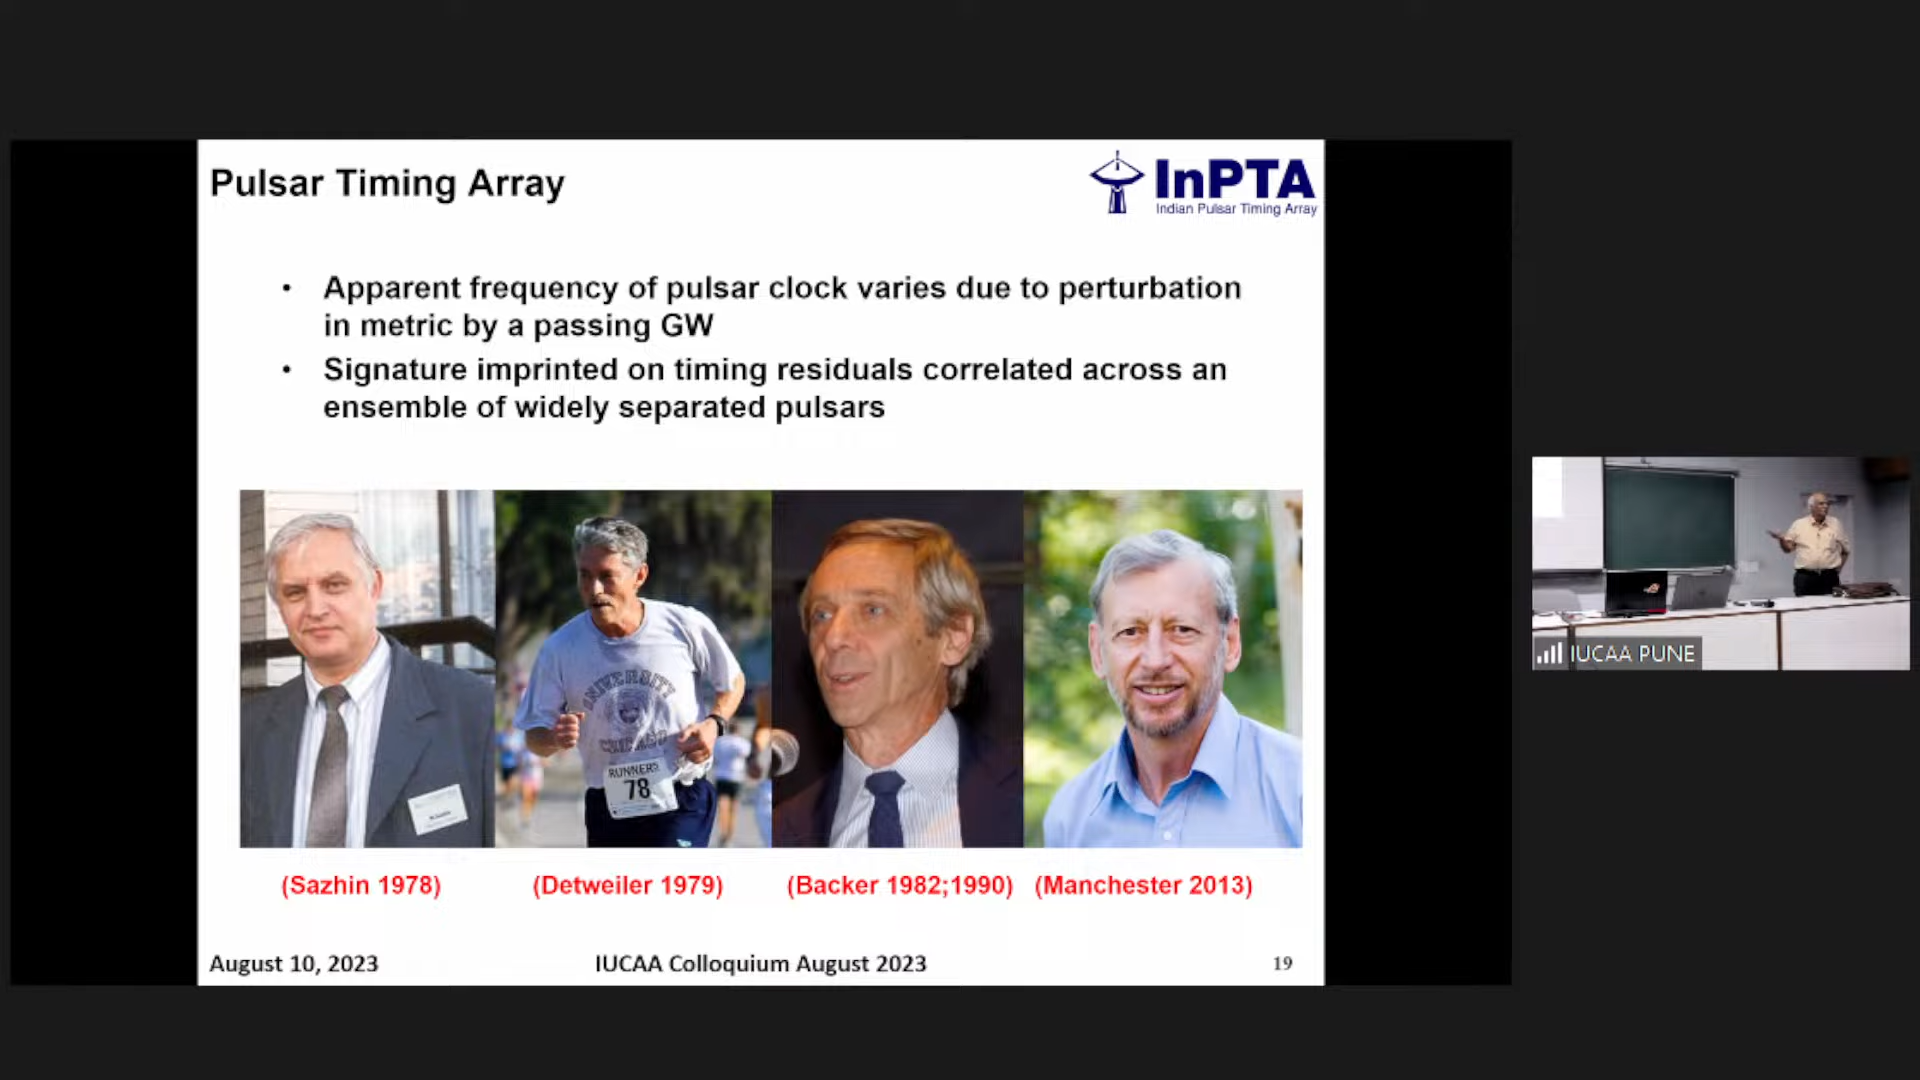 Pulsar Timing Array
InPTA
Indian Pulsar Timing Array
• Apparent frequency of pulsar clock varies due to perturbation
in metric by a passing GW
• Signature imprinted on timing residuals correlated across an
ensemble of widely separated pulsars
UNIVERSITY
CHICAGO
RUNNERS
78
(Sazhin 1978)
(Detweiler 1979)
(Backer 1982;1990)
(Manchester 2013)
August 10, 2023
IUCAA Colloquium August 2023
19
IUCAA PUNE